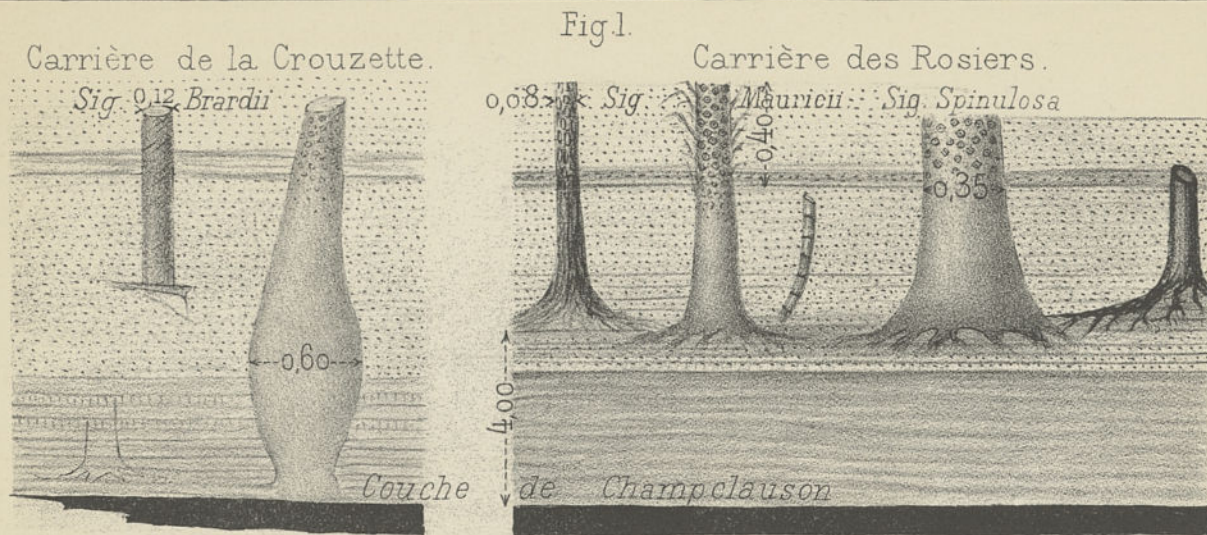 Fig.1.
Carrière de la Crouzette.
Carrière des Rosiers.
Sig. 0,12 Brardii
0,08 Sig. Mauricii Sig. Spinulosa
0,40
0,35
0,60
4,00
Couche de Champclauson